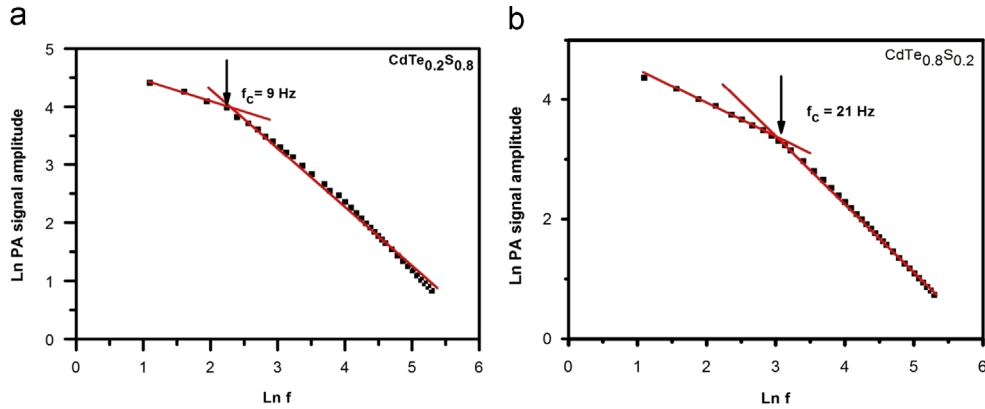 a
CdTe0.2S0.8
fc= 9 Hz
Ln PA signal amplitude
5
4
3
2
1
0
0 1 2 3 4 5 6
Ln f
b
CdTe0.8S0.2
fC = 21 HZ
Ln PA signal amplitude
4
2
0
0 1 2 3 4 5 6
Ln f